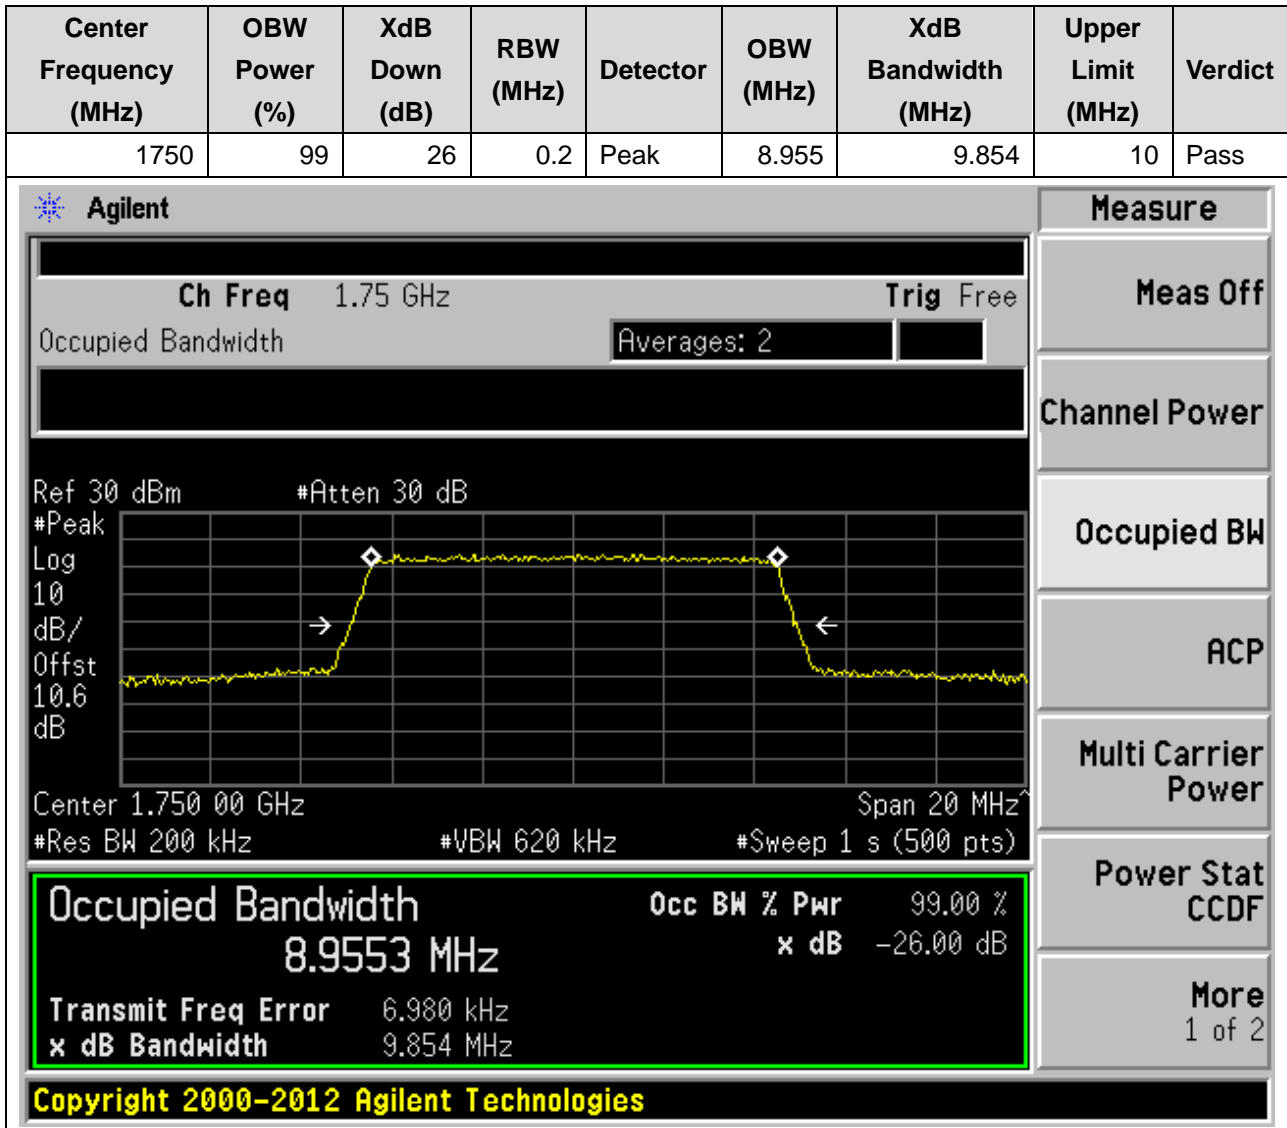 Center Frequency (MHz) OBW Power (%) XdB Down (dB) RBW (MHz) Detector OBW (MHz) XdB Bandwidth (MHz) Upper Limit (MHz) Verdict
1750 99 26 0.2 Peak 8.955 9.854 10 Pass
Agilent
Measure
Ch Freq 1.75 GHz Trig Free
Occupied Bandwidth Averages: 2
Meas Off
Channel Power
Occupied BW
ACP
Multi Carrier
Power
Power Stat
CCDF
More
1 of 2
Ref 30 dBm #Atten 30 dB
#Peak
Log
10
dB/
Offst
10.6
dB
Center 1.750 00 GHz Span 20 MHz^
#Res BW 200 kHz #VBW 620 kHz #Sweep 1 s (500 pts)
Occupied Bandwidth Occ BW % Pwr 99.00 %
8.9553 MHz x dB -26.00 dB
Transmit Freq Error 6.980 kHz
x dB Bandwidth 9.854 MHz
Copyright 2000-2012 Agilent Technologies